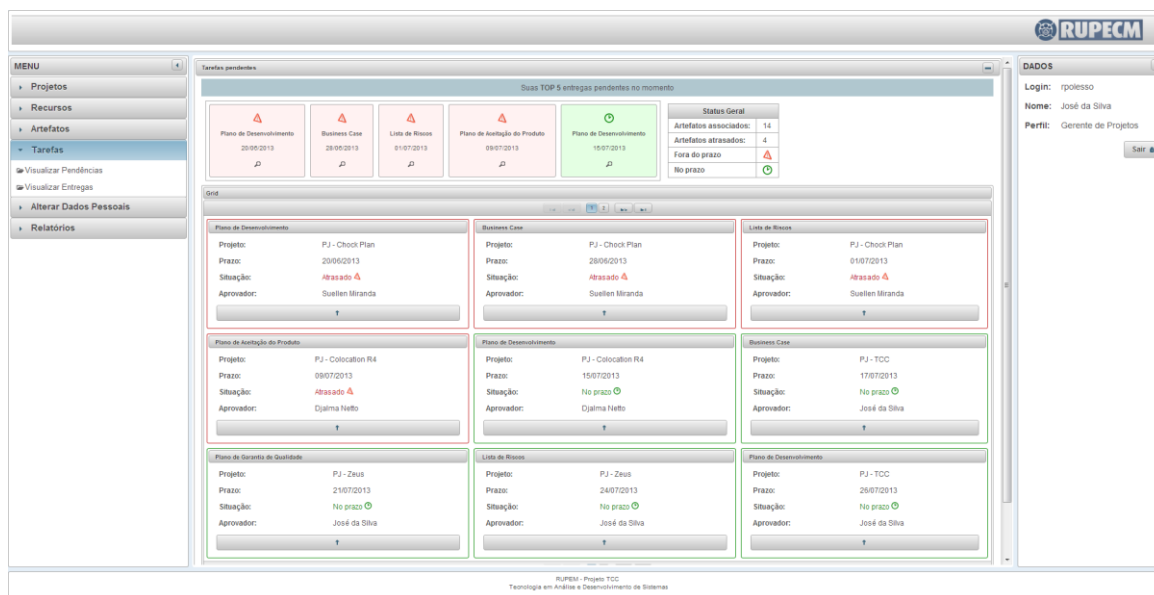 RUPECM
MENU
Projetos
Recursos
Artefatos
Tarefas
Visualizar Pendências
Visualizar Entregas
Alterar Dados Pessoais
Relatórios
Tarefas pendentes
Suas TOP 5 entregas pendentes no momento
Plano de Desenvolvimento
20/06/2013
Business Case
28/06/2013
Lista de Riscos
01/07/2013
Plano de Aceitação do Produto
09/07/2013
Plano de Desenvolvimento
15/07/2013
Status Geral
Artefatos associados: 14
Artefatos atrasados: 4
Fora do prazo
No prazo
Grid
1 2
Plano de Desenvolvimento
Projeto: PJ - Chock Plan
Prazo: 20/06/2013
Situação: Atrasado
Aprovador: Suellen Miranda
Business Case
Projeto: PJ - Chock Plan
Prazo: 28/06/2013
Situação: Atrasado
Aprovador: Suellen Miranda
Lista de Riscos
Projeto: PJ - Chock Plan
Prazo: 01/07/2013
Situação: Atrasado
Aprovador: Suellen Miranda
Plano de Aceitação do Produto
Projeto: PJ - Colocation R4
Prazo: 09/07/2013
Situação: Atrasado
Aprovador: Djalma Netto
Plano de Desenvolvimento
Projeto: PJ - Colocation R4
Prazo: 15/07/2013
Situação: No prazo
Aprovador: Djalma Netto
Business Case
Projeto: PJ - TCC
Prazo: 17/07/2013
Situação: No prazo
Aprovador: José da Silva
Plano de Garantia de Qualidade
Projeto: PJ - Zeus
Prazo: 21/07/2013
Situação: No prazo
Aprovador: José da Silva
Lista de Riscos
Projeto: PJ - Zeus
Prazo: 24/07/2013
Situação: No prazo
Aprovador: José da Silva
Plano de Desenvolvimento
Projeto: PJ - TCC
Prazo: 26/07/2013
Situação: No prazo
Aprovador: José da Silva
DADOS
Login: rpolesso
Nome: José da Silva
Perfil: Gerente de Projetos
Sair
RUPEM - Projeto TCC
Tecnologia em Análise e Desenvolvimento de Sistemas